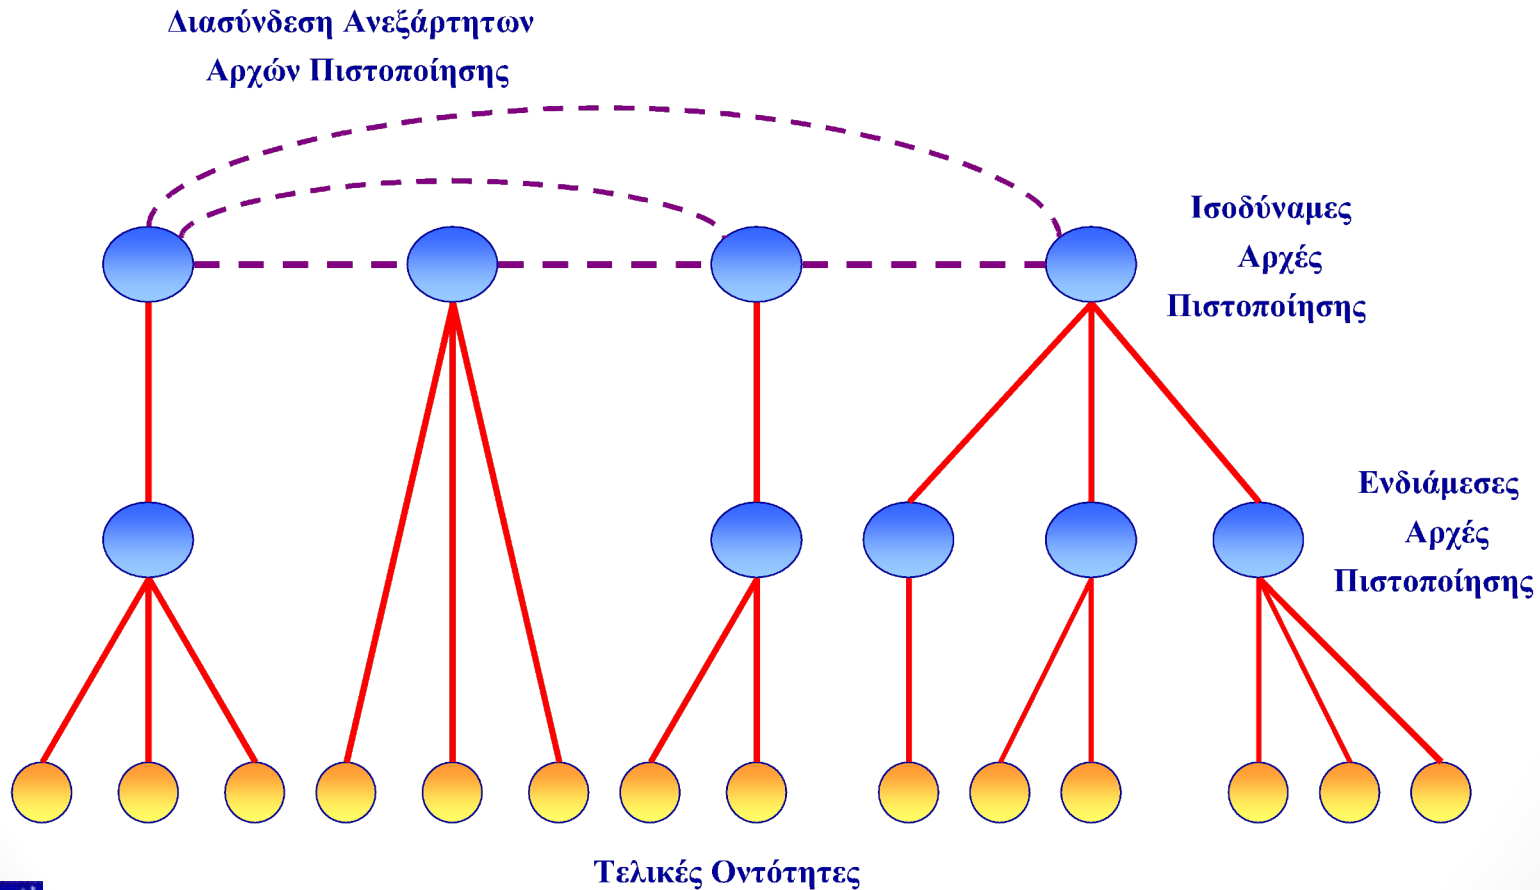 Διασύνδεση Ανεξάρτητων
Αρχών Πιστοποίησης
Ισοδύναμες
Αρχές
Πιστοποίησης
Ενδιάμεσες
Αρχές
Πιστοποίησης
Τελικές Οντότητες